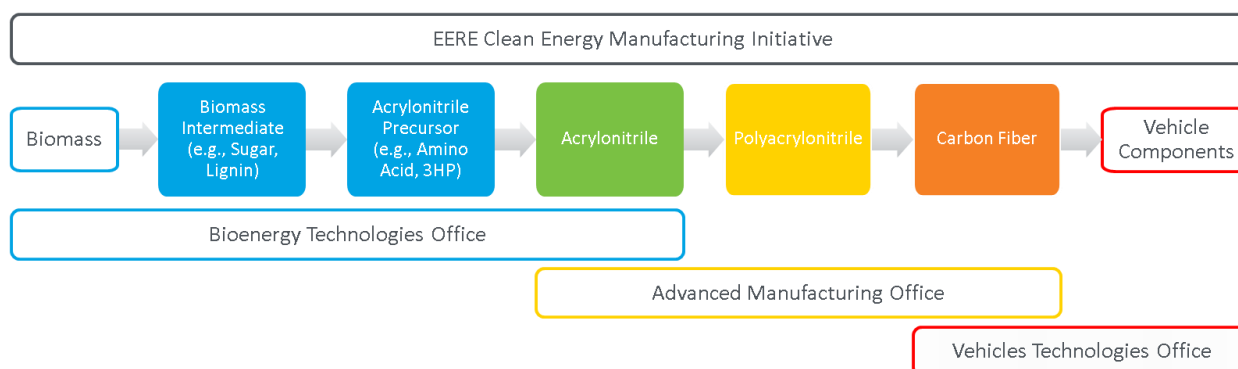 EERE Clean Energy Manufacturing Initiative
Biomass
Biomass
Intermediate
(e.g., Sugar,
Lignin)
Acrylonitrile
Precursor
(e.g., Amino
Acid, 3HP)
Acrylonitrile
Polyacrylonitrile
Carbon Fiber
Vehicle
Components
Bioenergy Technologies Office
Advanced Manufacturing Office
Vehicles Technologies Office